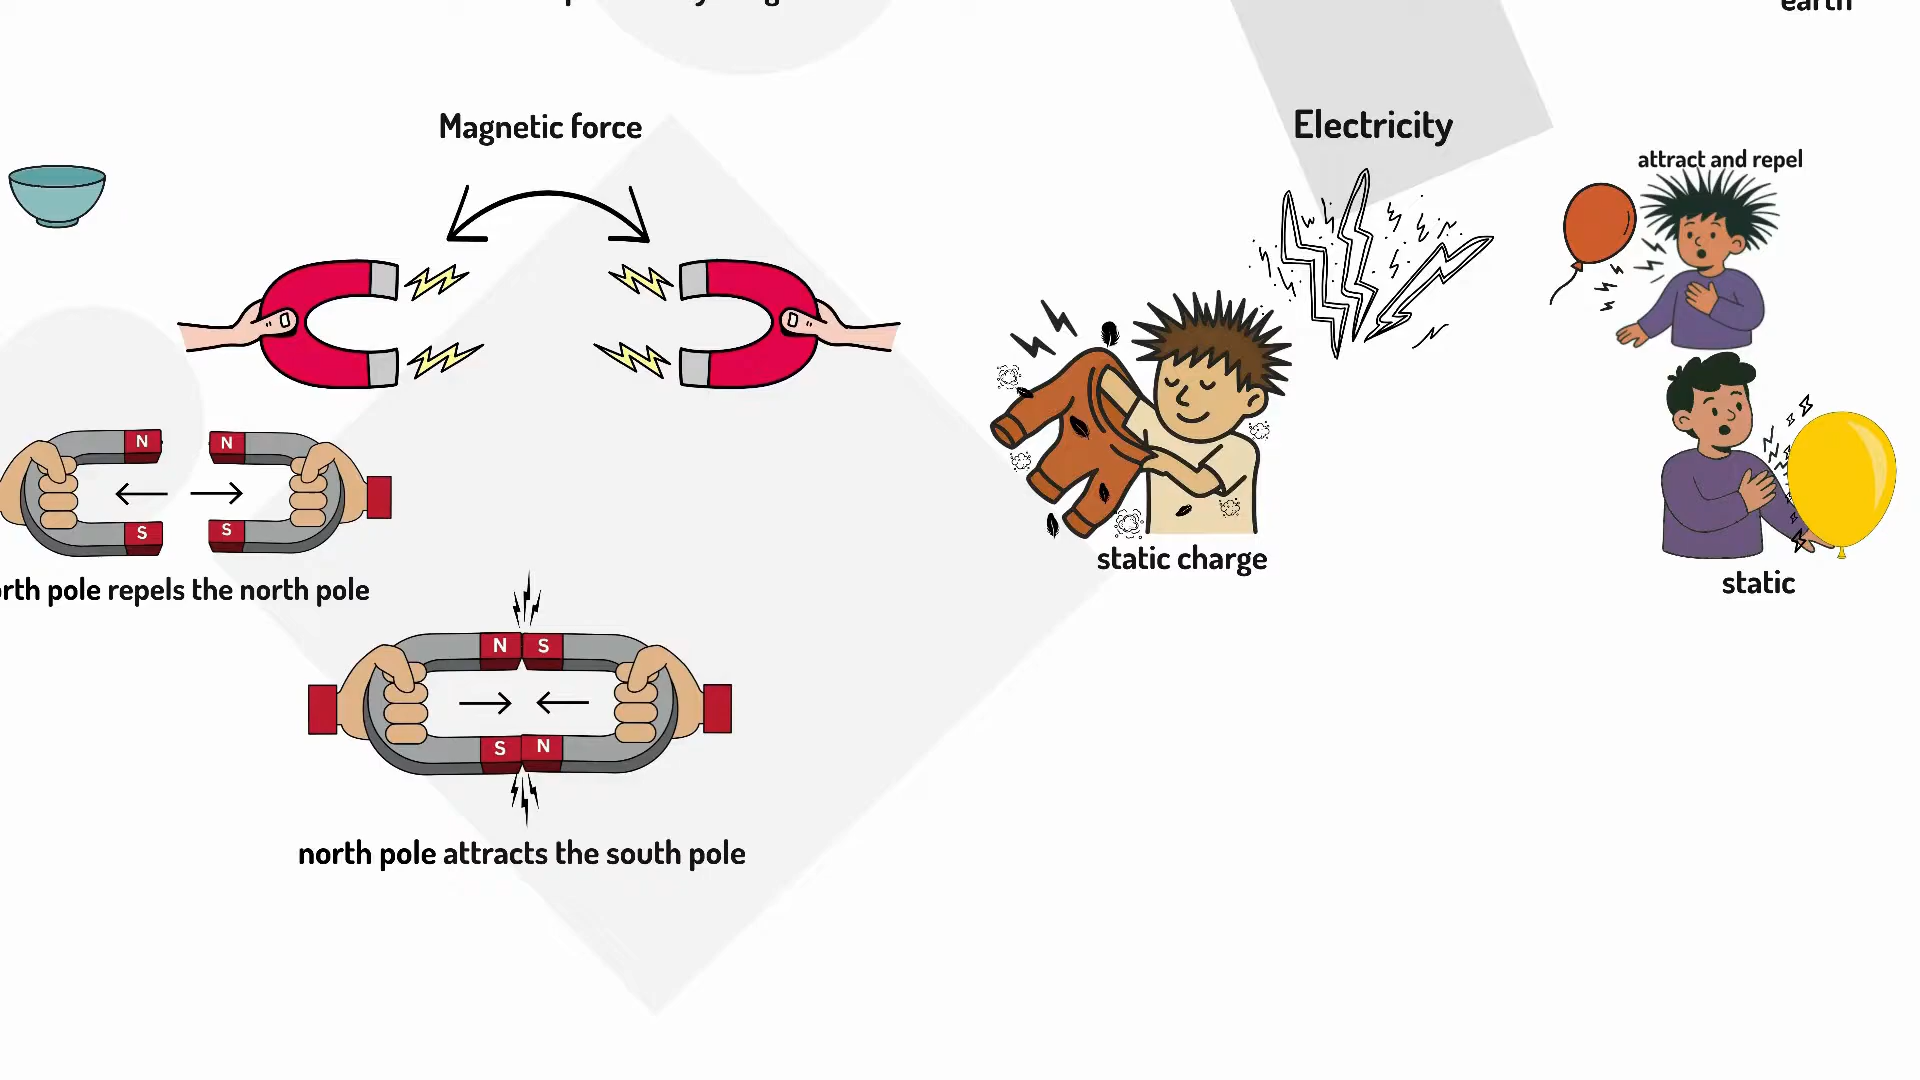 earth
Magnetic force
Electricity
attract and repel
N
N
S
S
pole repels the north pole
static charge
static
N
S
S
N
north pole attracts the south pole